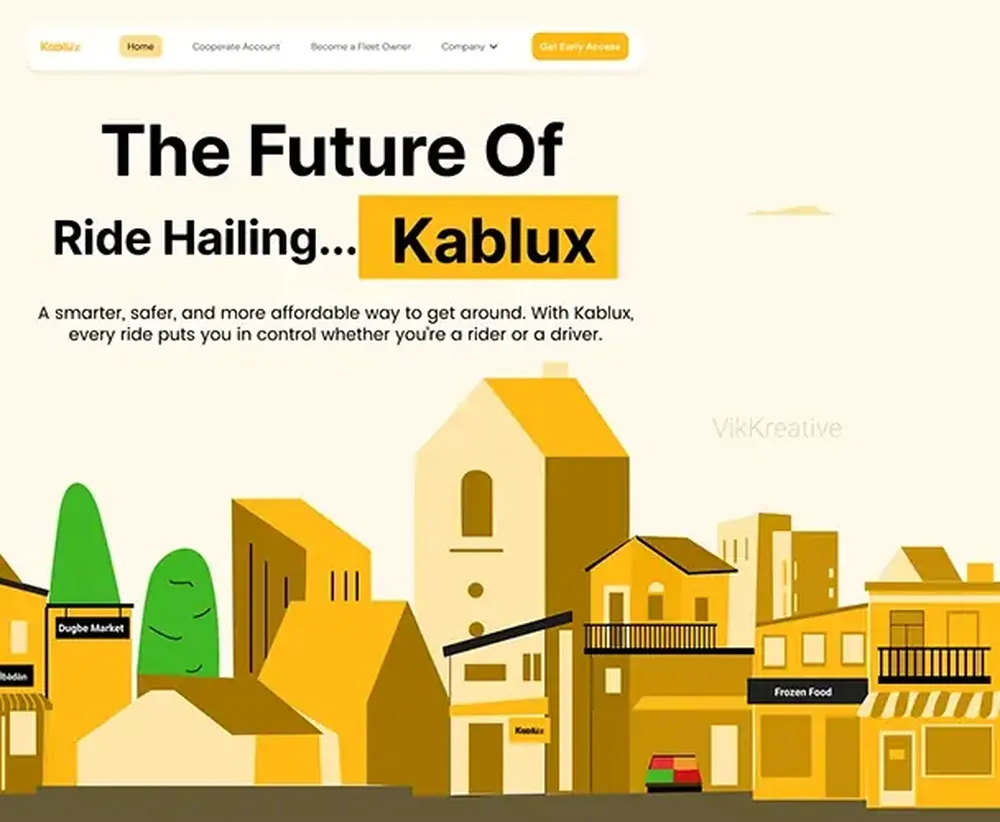 Kablux
Home
Cooperate Account
Become a Fleet Owner
Company
Get Early Access
The Future Of
Ride Hailing... Kablux
A smarter, safer, and more affordable way to get around. With Kablux,
every ride puts you in control whether you're a rider or a driver.
VikKreative
Dugbe Market
Frozen Food
Kablux